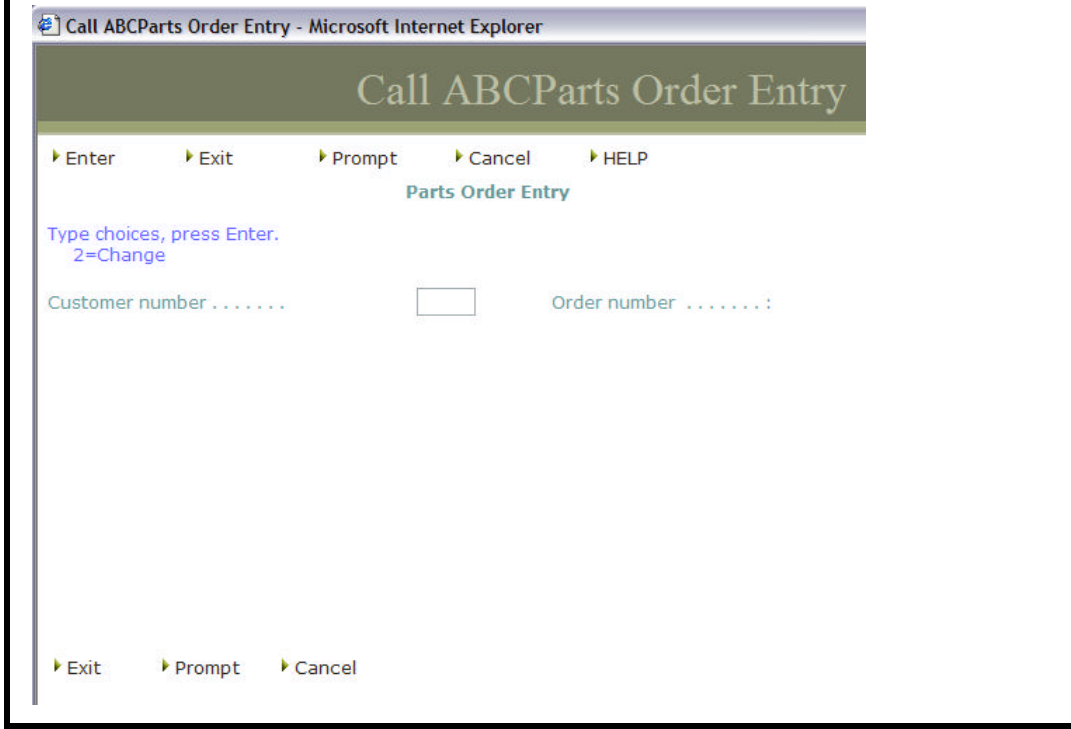 Call ABCParts Order Entry - Microsoft Internet Explorer
Call ABCParts Order Entry
Enter Exit Prompt Cancel HELP
Parts Order Entry
Type choices, press Enter.
2=Change
Customer number . . . . . . . Order number . . . . . . . :
Exit Prompt Cancel